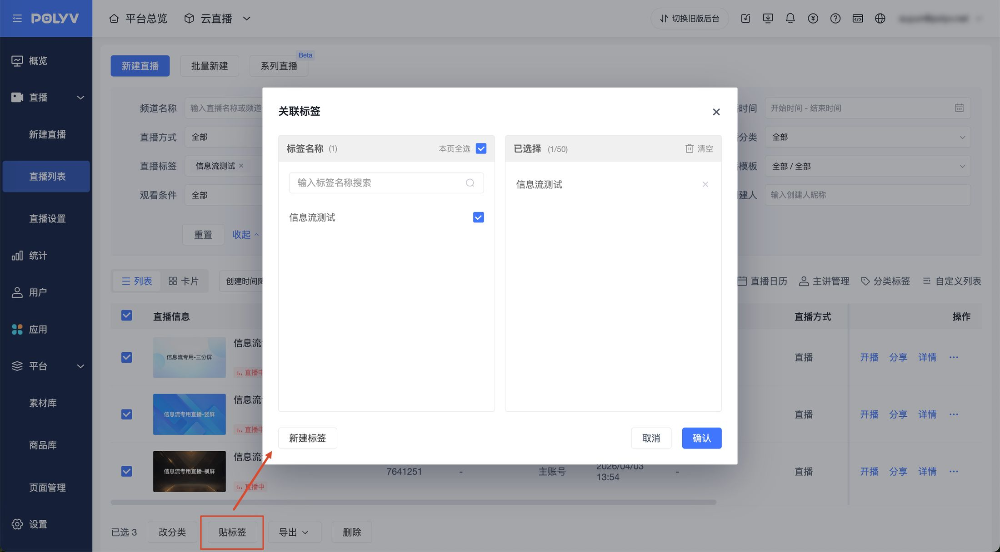 POLYV
平台总览
云直播
切换旧版后台
概览
直播
新建直播
直播列表
直播设置
统计
用户
应用
平台
素材库
商品库
页面管理
设置
新建直播
批量新建
系列直播
Beta
频道名称
输入直播名称或频道
时间
开始时间 - 结束时间
直播方式
全部
分类
全部
直播标签
信息流测试 ×
模板
全部 / 全部
观看条件
全部
建人
输入创建人昵称
重置
收起
列表
卡片
创建时间降
直播日历
主讲管理
分类标签
自定义列表
直播信息
直播方式
操作
信息流专用-三分屏
信息流
直播中
直播
开播
分享
详情
···
信息流专用直播-竖屏
信息流
直播中
直播
开播
分享
详情
···
信息流专用直播-横屏
信息流
直播中
7641251
-
主账号
2026/04/03
13:54
-
直播
开播
分享
详情
···
已选 3
改分类
贴标签
导出
删除
关联标签
标签名称 (1)
本页全选
输入标签名称搜索
信息流测试
已选择 (1/50)
清空
信息流测试
新建标签
取消
确认